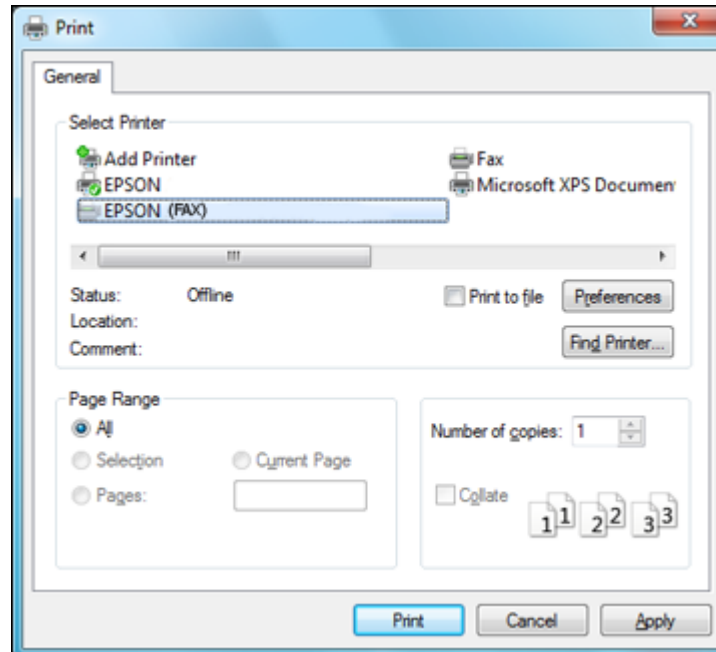 Print
General
Select Printer
Add Printer
Fax
EPSON
Microsoft XPS Documen
EPSON (FAX)
Status: Offline
Print to file
Preferences
Location:
Comment:
Find Printer...
Page Range
All
Selection
Current Page
Pages:
Number of copies: 1
Collate
1 1 2 2 3 3
Print
Cancel
Apply